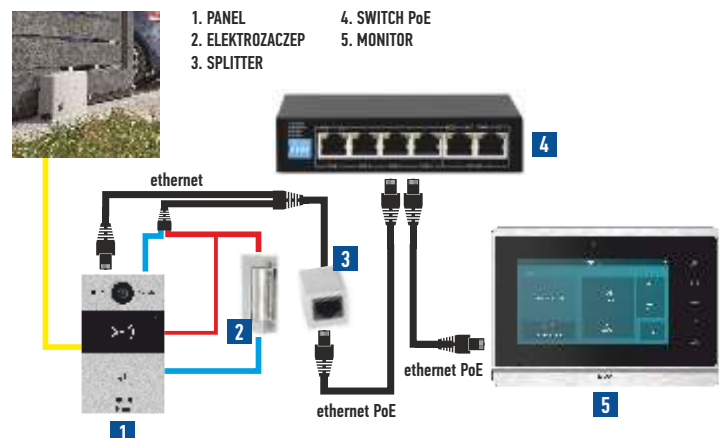 1. PANEL
2. ELEKTROZACZEP
3. SPLITTER
4. SWITCH PoE
5. MONITOR
4
ethernet
3
2
ethernet PoE
ethernet PoE
5
1